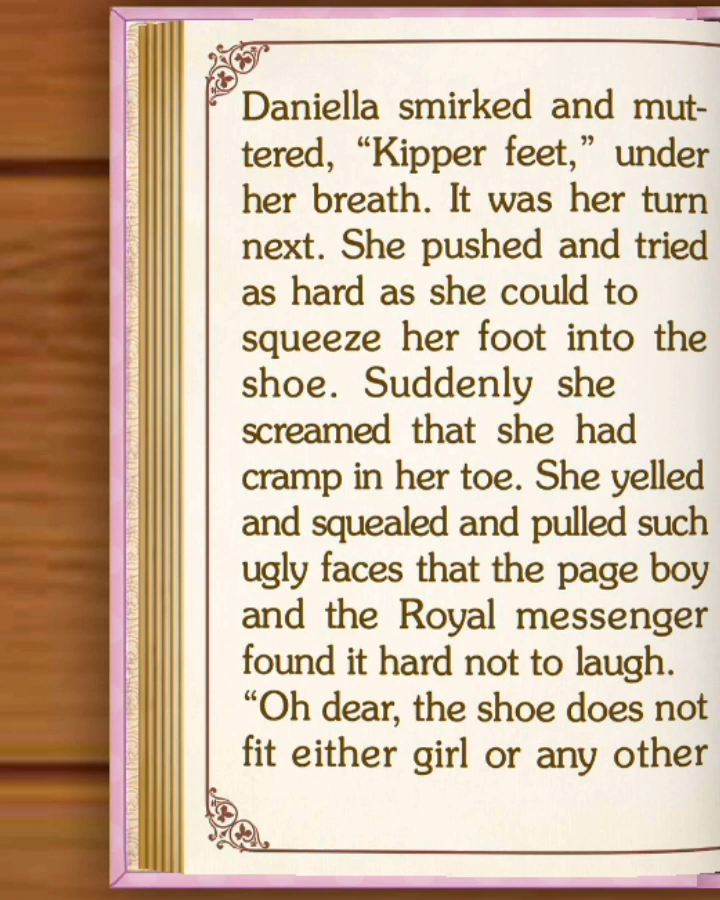 Daniella smirked and mut-
tered, “Kipper feet,” under
her breath. It was her turn
next. She pushed and tried
as hard as she could to
squeeze her foot into the
shoe. Suddenly she
screamed that she had
cramp in her toe. She yelled
and squealed and pulled such
ugly faces that the page boy
and the Royal messenger
found it hard not to laugh.
“Oh dear, the shoe does not
fit either girl or any other